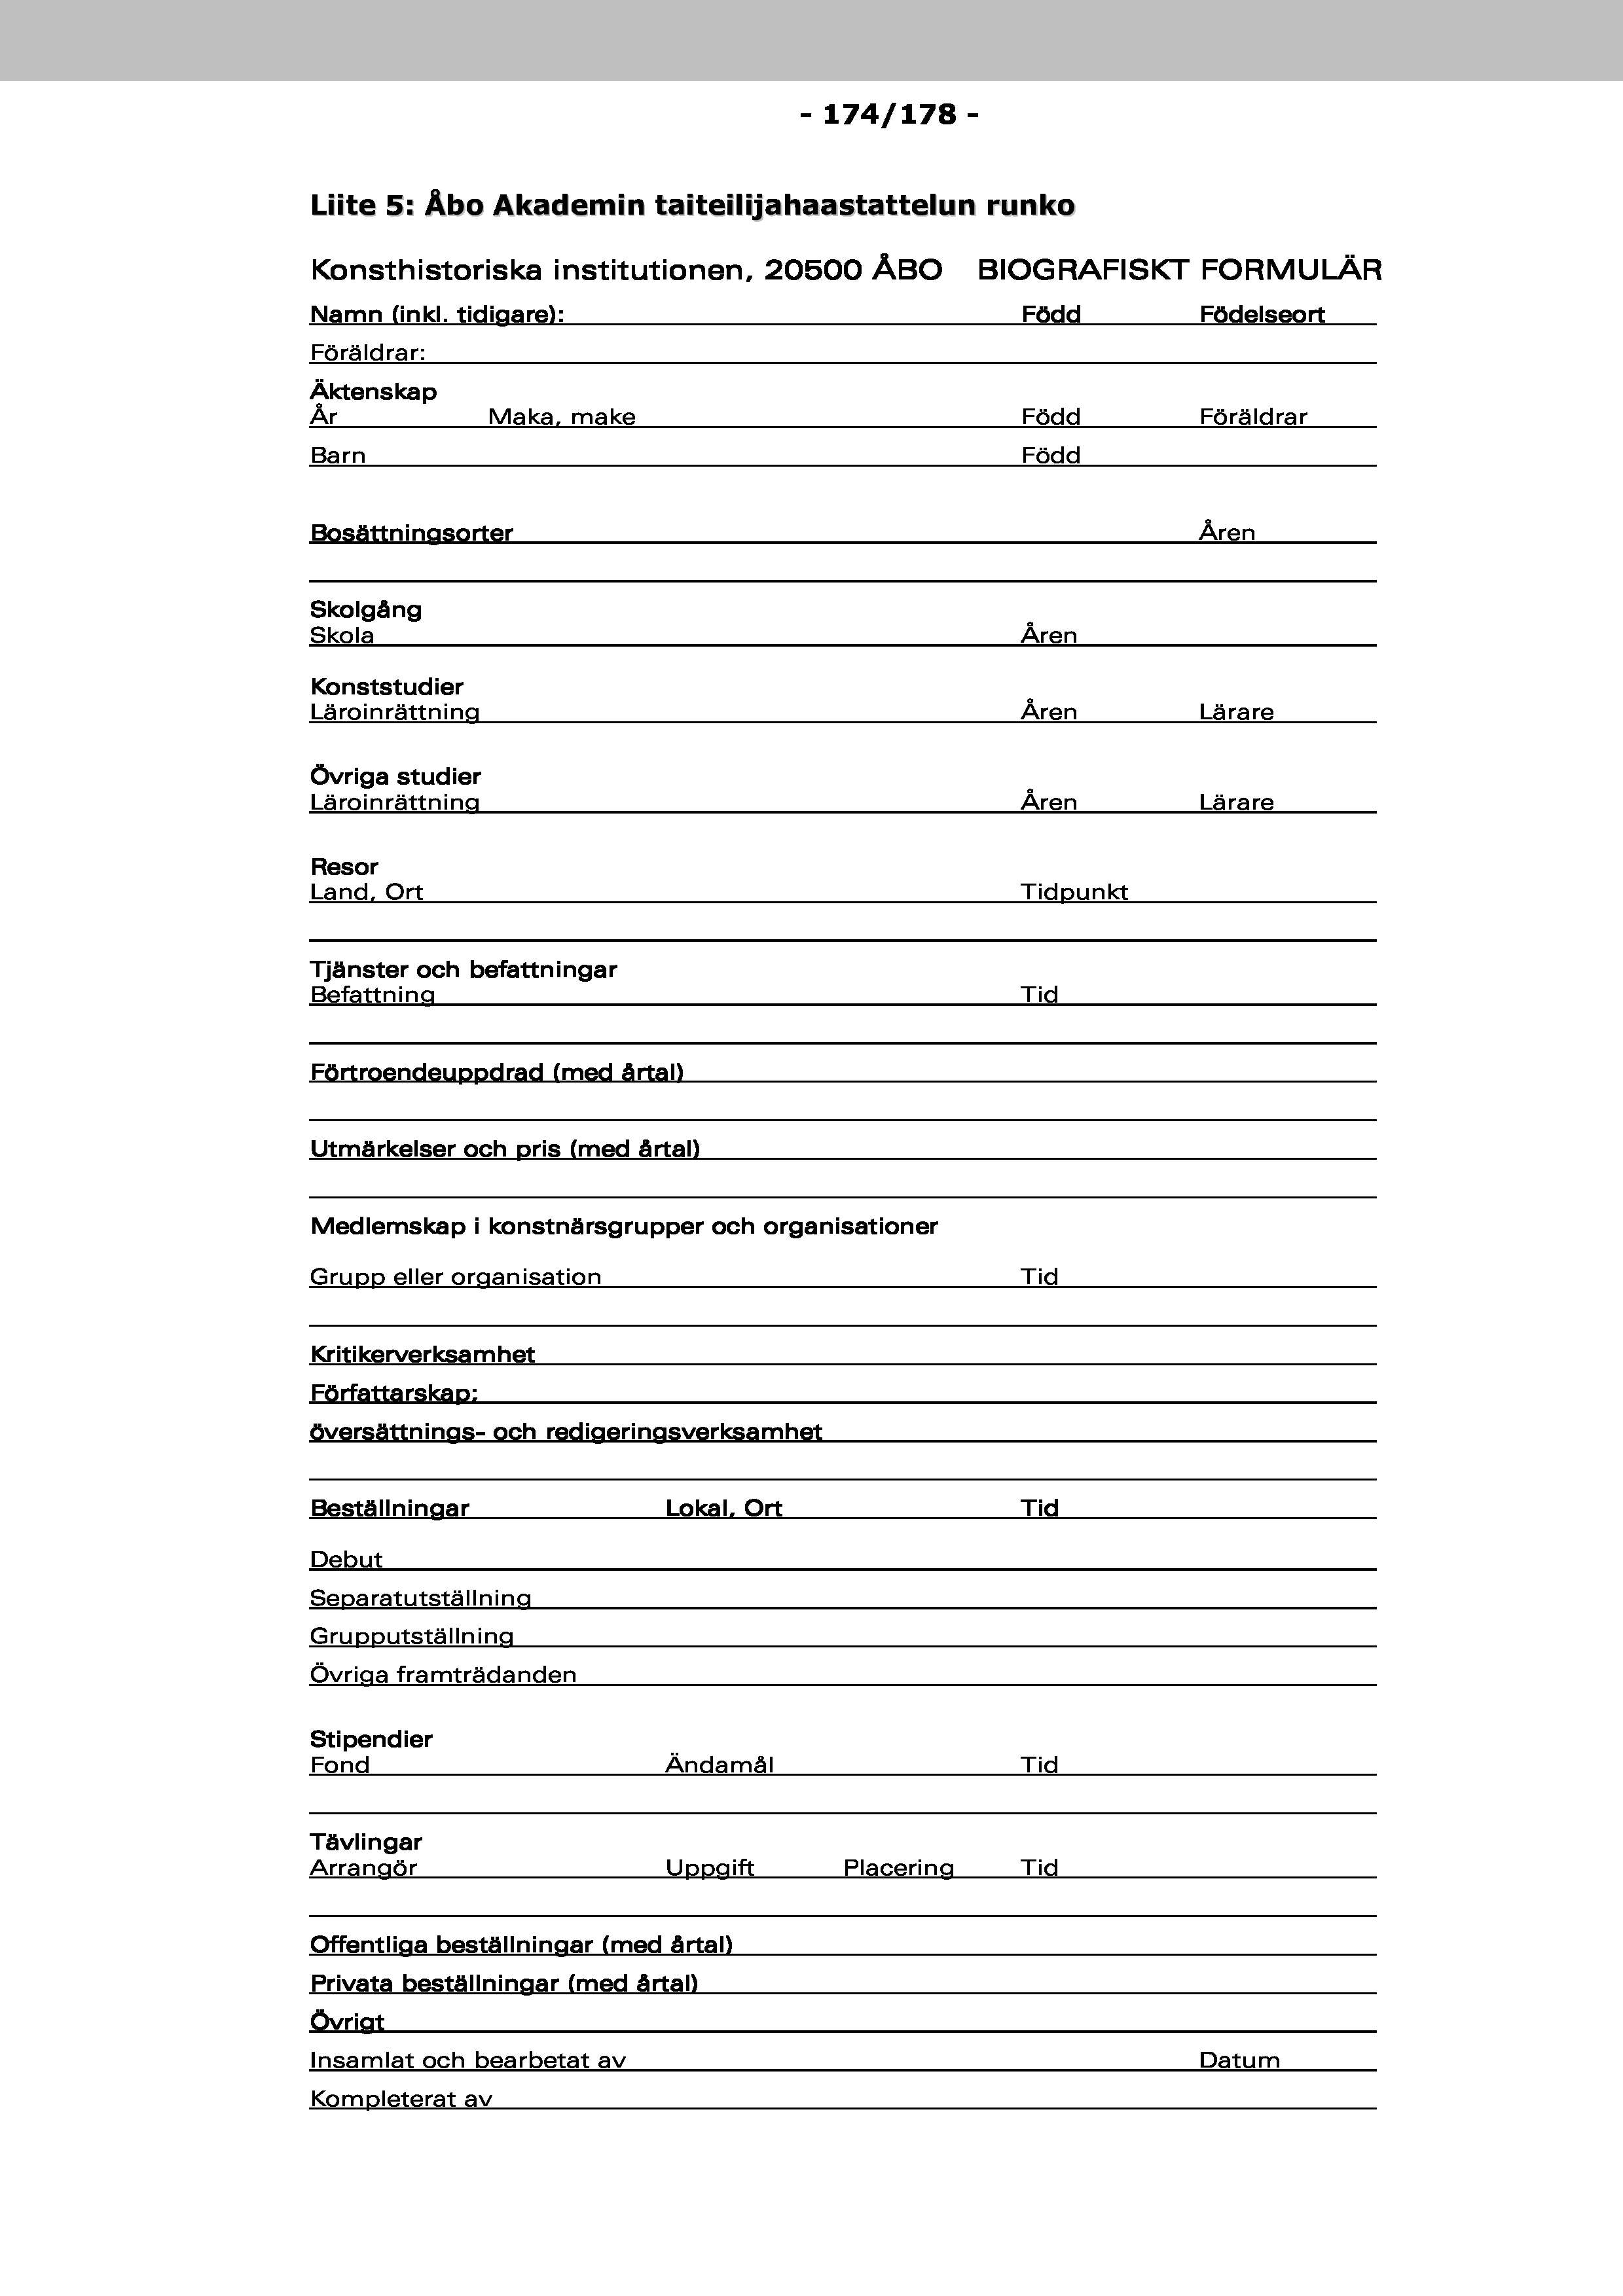 - 174/178 -
Liite 5: Åbo Akademin taiteilijahaastattelun runko
Konsthistoriska institutionen, 20500 ÅBO BIOGRAFISKT FORMULÄR
Namn (inkl. tidigare): Född Födelseort
Föräldrar:
Äktenskap
År Maka, make Född Föräldrar
Barn Född
Bosättningsorter Åren
Skolgång
Skola Åren
Konststudier
Läroinrättning Åren Lärare
Övriga studier
Läroinrättning Åren Lärare
Resor
Land, Ort Tidpunkt
Tjänster och befattningar
Befattning Tid
Förtroendeuppdrad (med årtal)
Utmärkelser och pris (med årtal)
Medlemskap i konstnärsgrupper och organisationer
Grupp eller organisation Tid
Kritikerverksamhet
Författarskap;
översättnings- och redigeringsverksamhet
Beställningar Lokal, Ort Tid
Debut
Separatutställning
Grupputställning
Övriga framträdanden
Stipendier
Fond Ändamål Tid
Tävlingar
Arrangör Uppgift Placering Tid
Offentliga beställningar (med årtal)
Privata beställningar (med årtal)
Övrigt
Insamlat och bearbetat av Datum
Kompleterat av